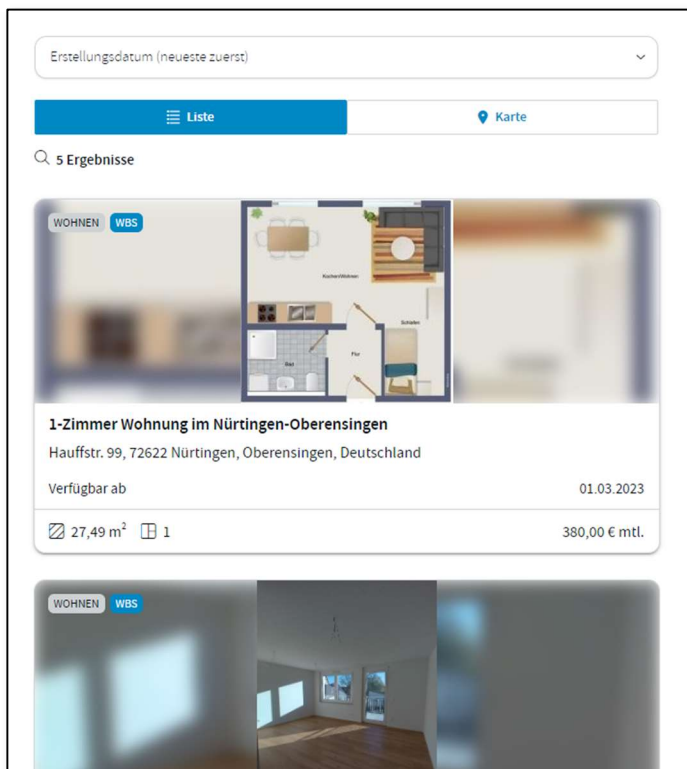 Erstellungsdatum (neueste zuerst)
Liste
Karte
5 Ergebnisse
WOHNEN WBS
Kochen/Wohnen
Schlafen
Bad
Flur
1-Zimmer Wohnung im Nürtingen-Oberensingen
Hauffstr. 99, 72622 Nürtingen, Oberensingen, Deutschland
Verfügbar ab 01.03.2023
27,49 m² 1 380,00 € mtl.
WOHNEN WBS